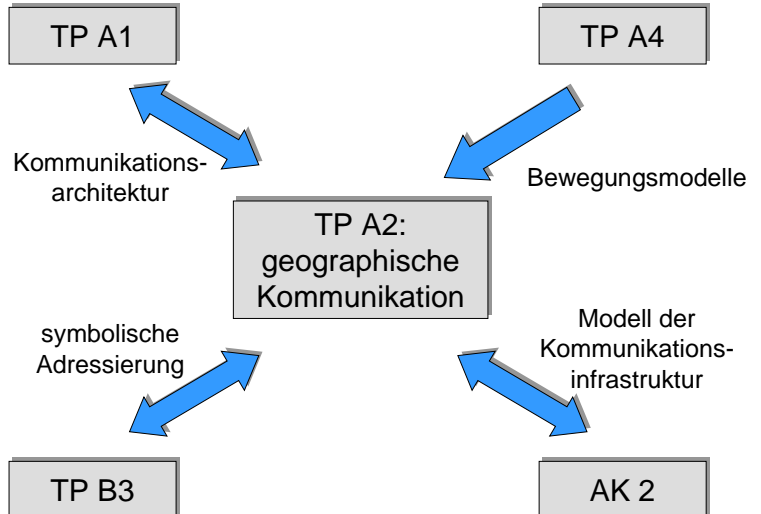 TP A1
TP A4
Kommunikations-
architektur
Bewegungsmodelle
TP A2:
geographische
Kommunikation
symbolische
Adressierung
Modell der
Kommunikations-
infrastruktur
TP B3
AK 2